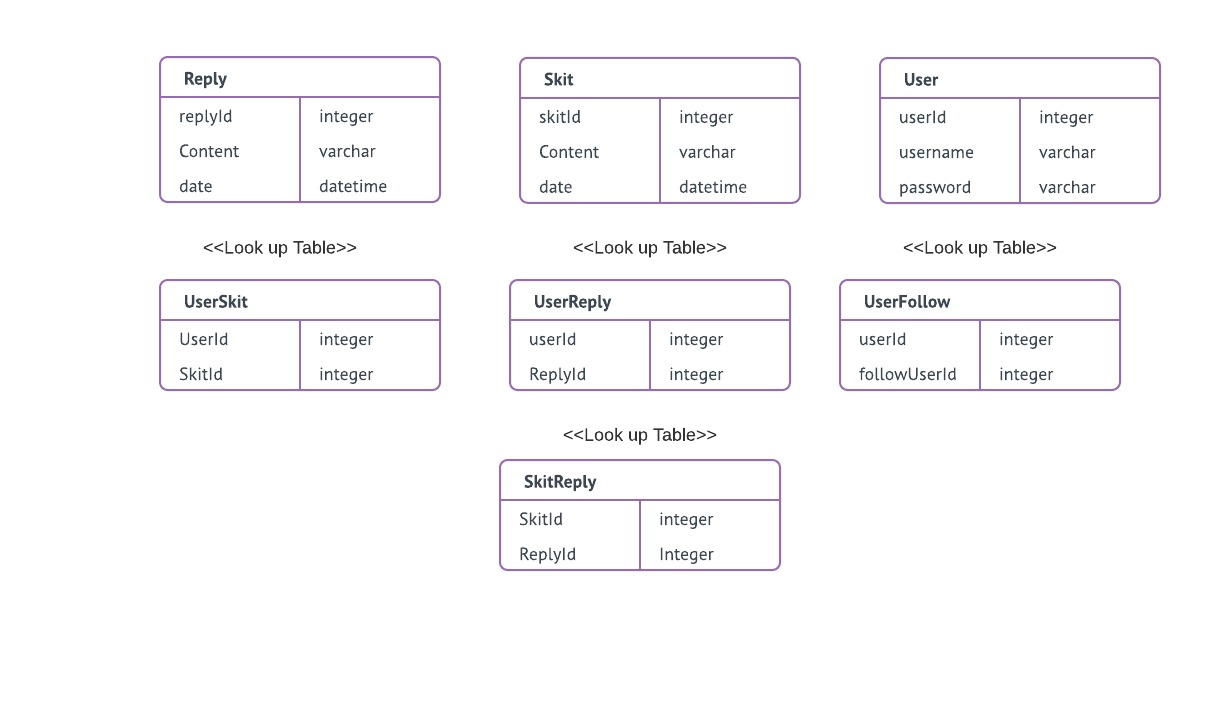 Reply
replyId integer
Content varchar
date datetime
Skit
skitId integer
Content varchar
date datetime
User
userId integer
username varchar
password varchar
<<Look up Table>>
UserSkit
UserId integer
SkitId integer
<<Look up Table>>
UserReply
userId integer
ReplyId integer
<<Look up Table>>
UserFollow
userId integer
followUserId integer
<<Look up Table>>
SkitReply
SkitId integer
ReplyId Integer